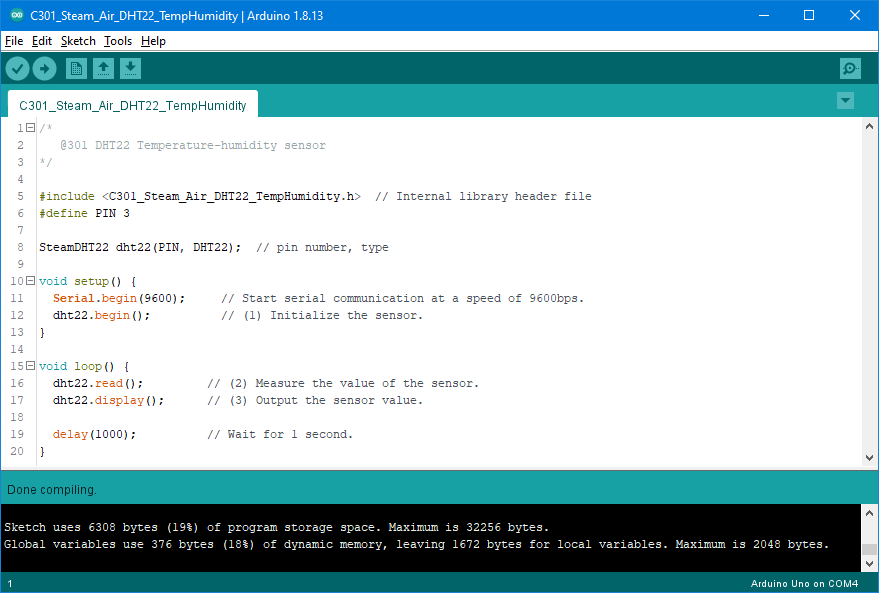 C301_Steam_Air_DHT22_TempHumidity | Arduino 1.8.13
File Edit Sketch Tools Help
C301_Steam_Air_DHT22_TempHumidity
1 /*
2 @301 DHT22 Temperature-humidity sensor
3 */
4
5 #include <C301_Steam_Air_DHT22_TempHumidity.h> // Internal library header file
6 #define PIN 3
7
8 SteamDHT22 dht22(PIN, DHT22); // pin number, type
9
10 void setup() {
11 Serial.begin(9600); // Start serial communication at a speed of 9600bps.
12 dht22.begin(); // (1) Initialize the sensor.
13 }
14
15 void loop() {
16 dht22.read(); // (2) Measure the value of the sensor.
17 dht22.display(); // (3) Output the sensor value.
18
19 delay(1000); // Wait for 1 second.
20 }
Done compiling.
Sketch uses 6308 bytes (19%) of program storage space. Maximum is 32256 bytes.
Global variables use 376 bytes (18%) of dynamic memory, leaving 1672 bytes for local variables. Maximum is 2048 bytes.
1 Arduino Uno on COM4